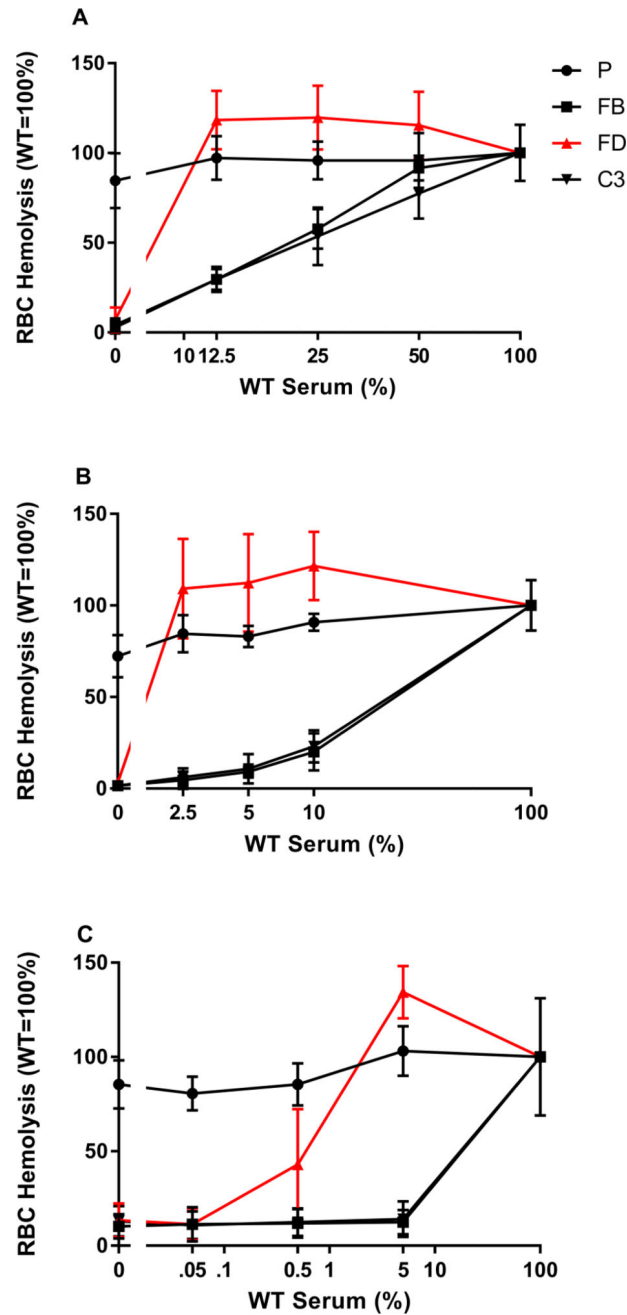 A
RBC Hemolysis (WT=100%)
150
100
50
0
0 10 12.5 25 50 100
WT Serum (%)
P
FB
FD
C3
B
RBC Hemolysis (WT=100%)
150
100
50
0
0 2.5 5 10 100
WT Serum (%)
C
RBC Hemolysis (WT=100%)
150
100
50
0
0 .05 .1 0.5 1 5 10 100
WT Serum (%)